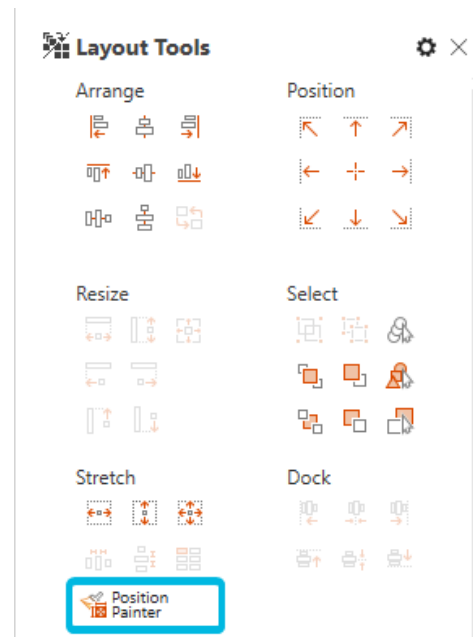 Layout Tools
Arrange
Position
Resize
Select
Stretch
Dock
Position
Painter